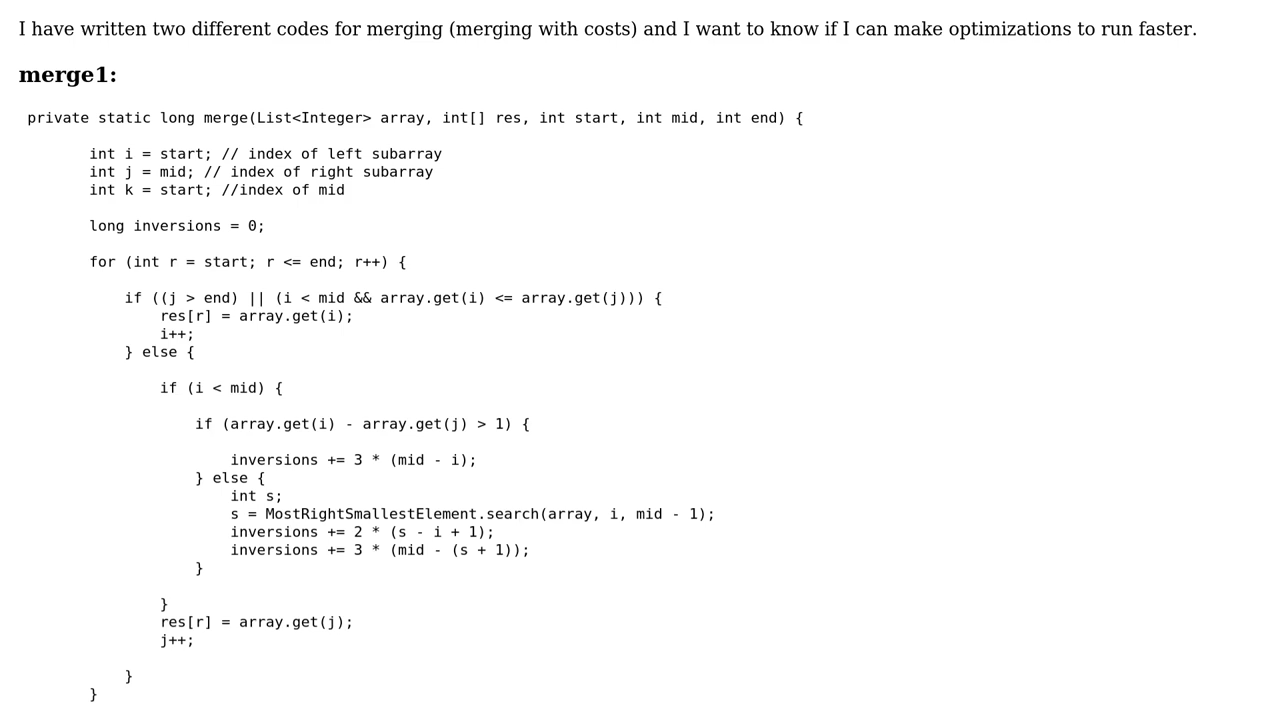 I have written two different codes for merging (merging with costs) and I want to know if I can make optimizations to run faster.
merge1:
private static long merge(List<Integer> array, int[] res, int start, int mid, int end) {
int i = start; // index of left subarray
int j = mid; // index of right subarray
int k = start; //index of mid
long inversions = 0;
for (int r = start; r <= end; r++) {
if ((j > end) || (i < mid && array.get(i) <= array.get(j))) {
res[r] = array.get(i);
i++;
} else {
if (i < mid) {
if (array.get(i) - array.get(j) > 1) {
inversions += 3 * (mid - i);
} else {
int s;
s = MostRightSmallestElement.search(array, i, mid - 1);
inversions += 2 * (s - i + 1);
inversions += 3 * (mid - (s + 1));
}
}
res[r] = array.get(j);
j++;
}
}